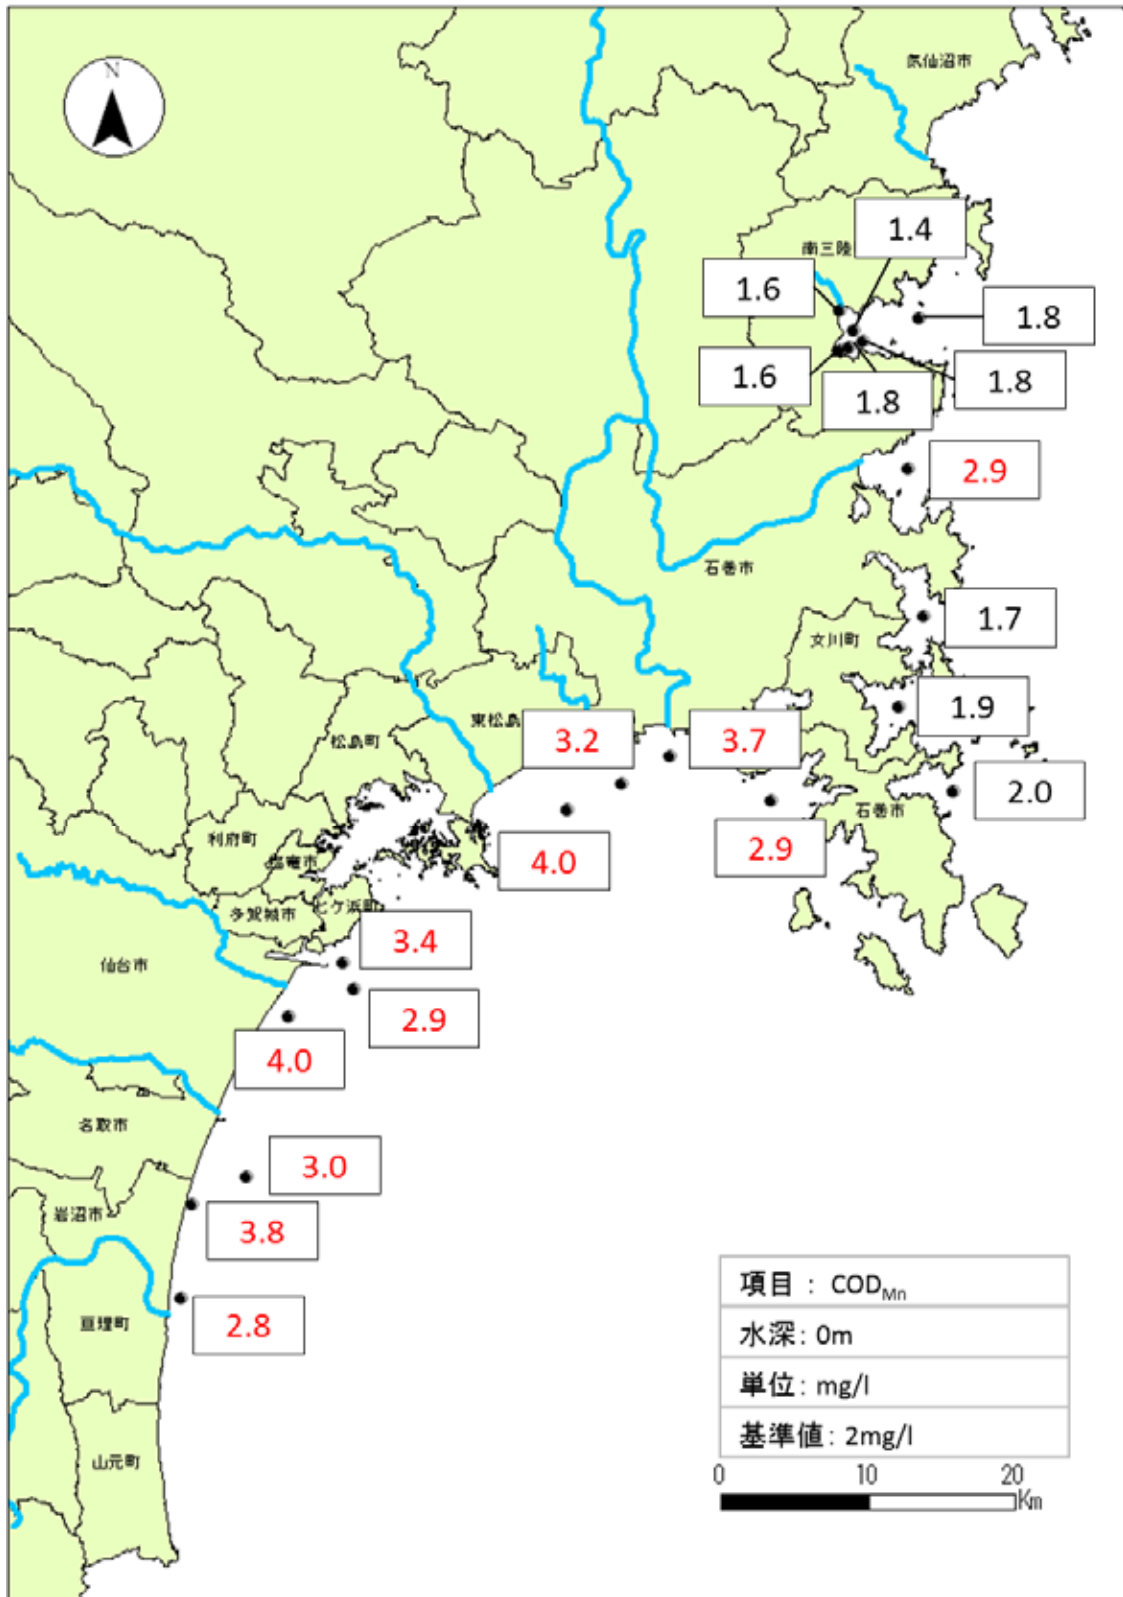 N
気仙沼市
南三陸
1.4
1.6
1.8
1.6
1.8
1.8
2.9
石巻市
1.7
女川町
1.9
東松島
3.2
3.7
松島町
2.0
石巻市
利府町
塩竈市
4.0
2.9
多賀城市
七ケ浜町
3.4
仙台市
2.9
4.0
名取市
3.0
岩沼市
3.8
亘理町
2.8
項目： COD Mn
水深: 0m
単位: mg/l
基準値: 2mg/l
山元町
0 10 20
Km